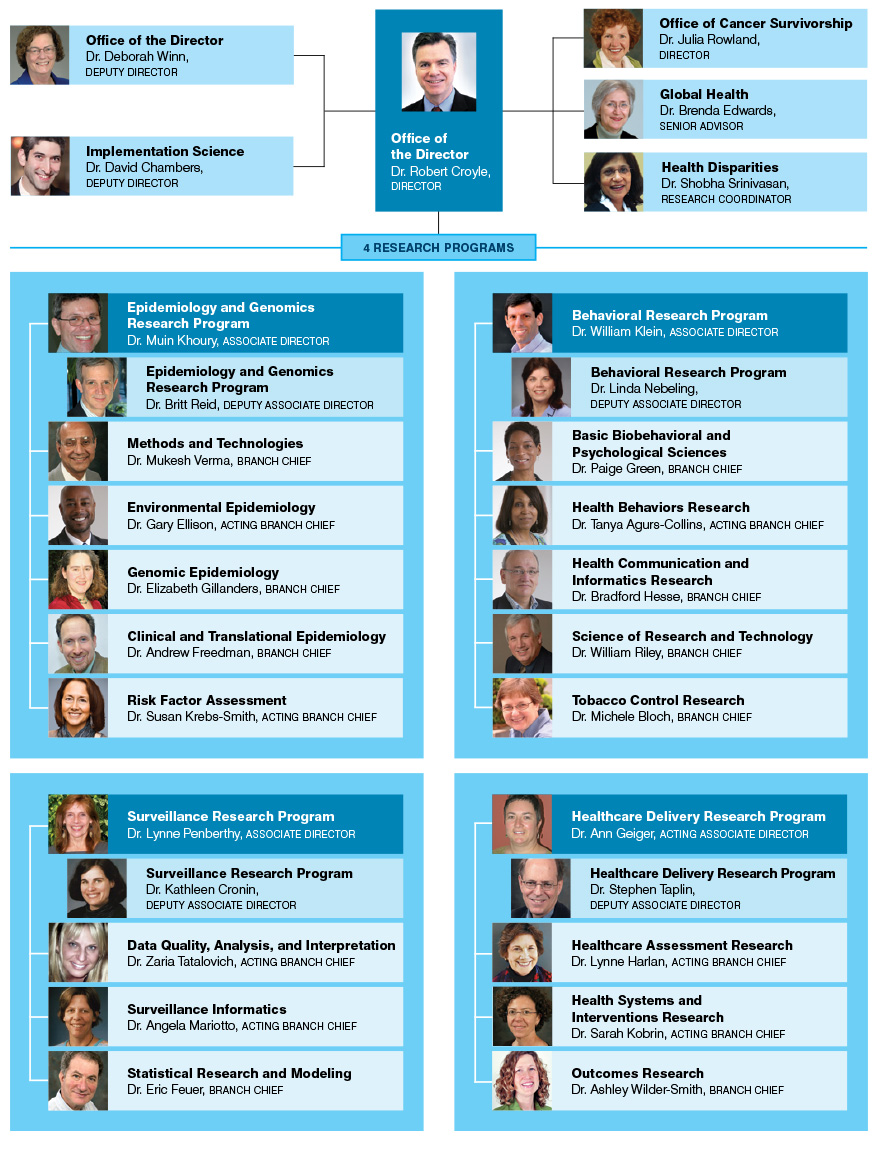 Office of the Director
Dr. Deborah Winn,
DEPUTY DIRECTOR
Implementation Science
Dr. David Chambers,
DEPUTY DIRECTOR
Office of
the Director
Dr. Robert Croyle,
DIRECTOR
Office of Cancer Survivorship
Dr. Julia Rowland,
DIRECTOR
Global Health
Dr. Brenda Edwards,
SENIOR ADVISOR
Health Disparities
Dr. Shobha Srinivasan,
RESEARCH COORDINATOR
4 RESEARCH PROGRAMS
Epidemiology and Genomics
Research Program
Dr. Muin Khoury, ASSOCIATE DIRECTOR
Epidemiology and Genomics
Research Program
Dr. Britt Reid, DEPUTY ASSOCIATE DIRECTOR
Methods and Technologies
Dr. Mukesh Verma, BRANCH CHIEF
Environmental Epidemiology
Dr. Gary Ellison, ACTING BRANCH CHIEF
Genomic Epidemiology
Dr. Elizabeth Gillanders, BRANCH CHIEF
Clinical and Translational Epidemiology
Dr. Andrew Freedman, BRANCH CHIEF
Risk Factor Assessment
Dr. Susan Krebs-Smith, ACTING BRANCH CHIEF
Behavioral Research Program
Dr. William Klein, ASSOCIATE DIRECTOR
Behavioral Research Program
Dr. Linda Nebeling,
DEPUTY ASSOCIATE DIRECTOR
Basic Biobehavioral and
Psychological Sciences
Dr. Paige Green, BRANCH CHIEF
Health Behaviors Research
Dr. Tanya Agurs-Collins, ACTING BRANCH CHIEF
Health Communication and
Informatics Research
Dr. Bradford Hesse, BRANCH CHIEF
Science of Research and Technology
Dr. William Riley, BRANCH CHIEF
Tobacco Control Research
Dr. Michele Bloch, BRANCH CHIEF
Surveillance Research Program
Dr. Lynne Penberthy, ASSOCIATE DIRECTOR
Surveillance Research Program
Dr. Kathleen Cronin,
DEPUTY ASSOCIATE DIRECTOR
Data Quality, Analysis, and Interpretation
Dr. Zaria Tatalovich, ACTING BRANCH CHIEF
Surveillance Informatics
Dr. Angela Mariotto, ACTING BRANCH CHIEF
Statistical Research and Modeling
Dr. Eric Feuer, BRANCH CHIEF
Healthcare Delivery Research Program
Dr. Ann Geiger, ACTING ASSOCIATE DIRECTOR
Healthcare Delivery Research Program
Dr. Stephen Taplin,
DEPUTY ASSOCIATE DIRECTOR
Healthcare Assessment Research
Dr. Lynne Harlan, ACTING BRANCH CHIEF
Health Systems and
Interventions Research
Dr. Sarah Kobrin, ACTING BRANCH CHIEF
Outcomes Research
Dr. Ashley Wilder-Smith, BRANCH CHIEF